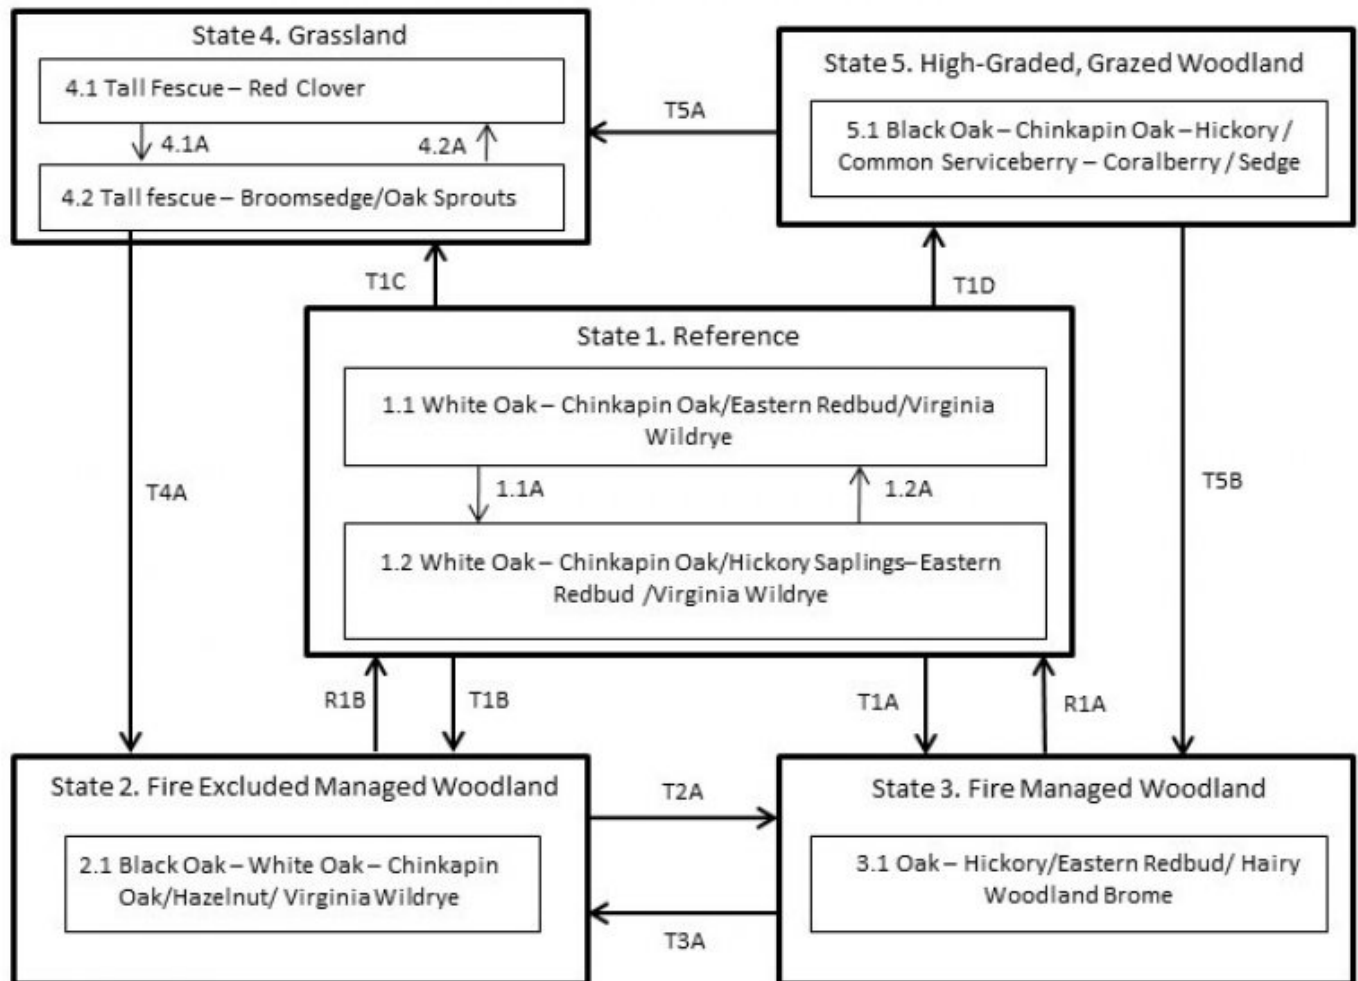 State 4. Grassland
4.1 Tall Fescue – Red Clover
4.1A
4.2A
4.2 Tall fescue – Broomsedge/Oak Sprouts
T5A
State 5. High-Graded, Grazed Woodland
5.1 Black Oak – Chinkapin Oak – Hickory /
Common Serviceberry – Coralberry / Sedge
T1C
T1D
State 1. Reference
1.1 White Oak – Chinkapin Oak/Eastern Redbud/Virginia
Wildrye
1.1A
1.2A
1.2 White Oak – Chinkapin Oak/Hickory Saplings–Eastern
Redbud /Virginia Wildrye
T4A
T5B
R1B
T1B
T1A
R1A
State 2. Fire Excluded Managed Woodland
2.1 Black Oak – White Oak – Chinkapin
Oak/Hazelnut/ Virginia Wildrye
T2A
T3A
State 3. Fire Managed Woodland
3.1 Oak – Hickory/Eastern Redbud/ Hairy
Woodland Brome